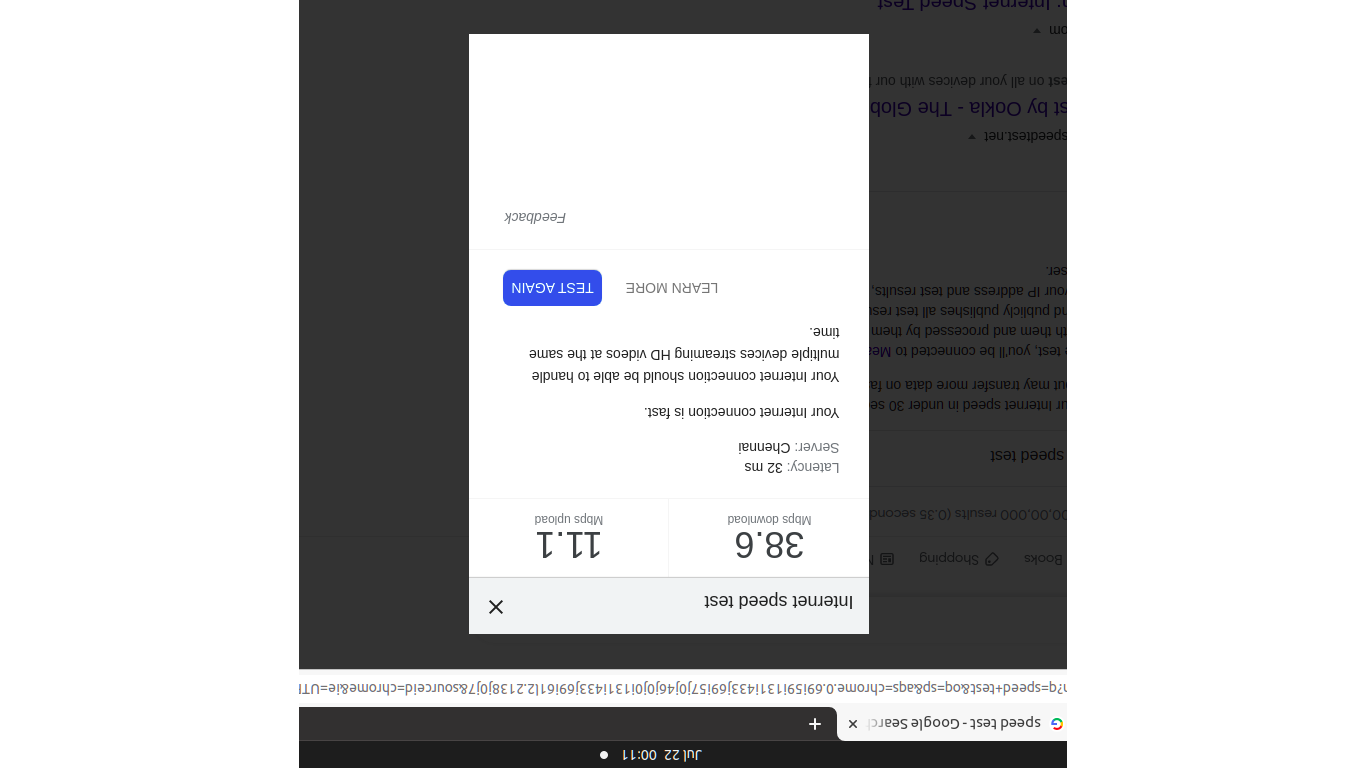 Jul 22 00:11
speed test - Google Search
?q=speed+test&oq=sp&aqs=chrome.0.69i59i131i433j69i57j0j46j0j0i131i433j69i61l2.2138j0j7&sourceid=chrome&ie=UTF
Internet speed test
38.6 11.1
Mbps download Mbps upload
Latency: 32 ms
Server: Chennai
Your Internet connection is fast.
Your Internet connection should be able to handle
multiple devices streaming HD videos at the same
time.
LEARN MORE TEST AGAIN
Feedback
Books Shopping
00,00,000 results (0.35 second
speed test
ur Internet speed in under 30 se
out may transfer more data on fa
e test, you'll be connected to Mea
th them and processed by them
nd publicly publishes all test resu
your IP address and test results,
ser.
speedtest.net
st by Ookla - The Glob
est on all your devices with our
om
: Internet Speed Test